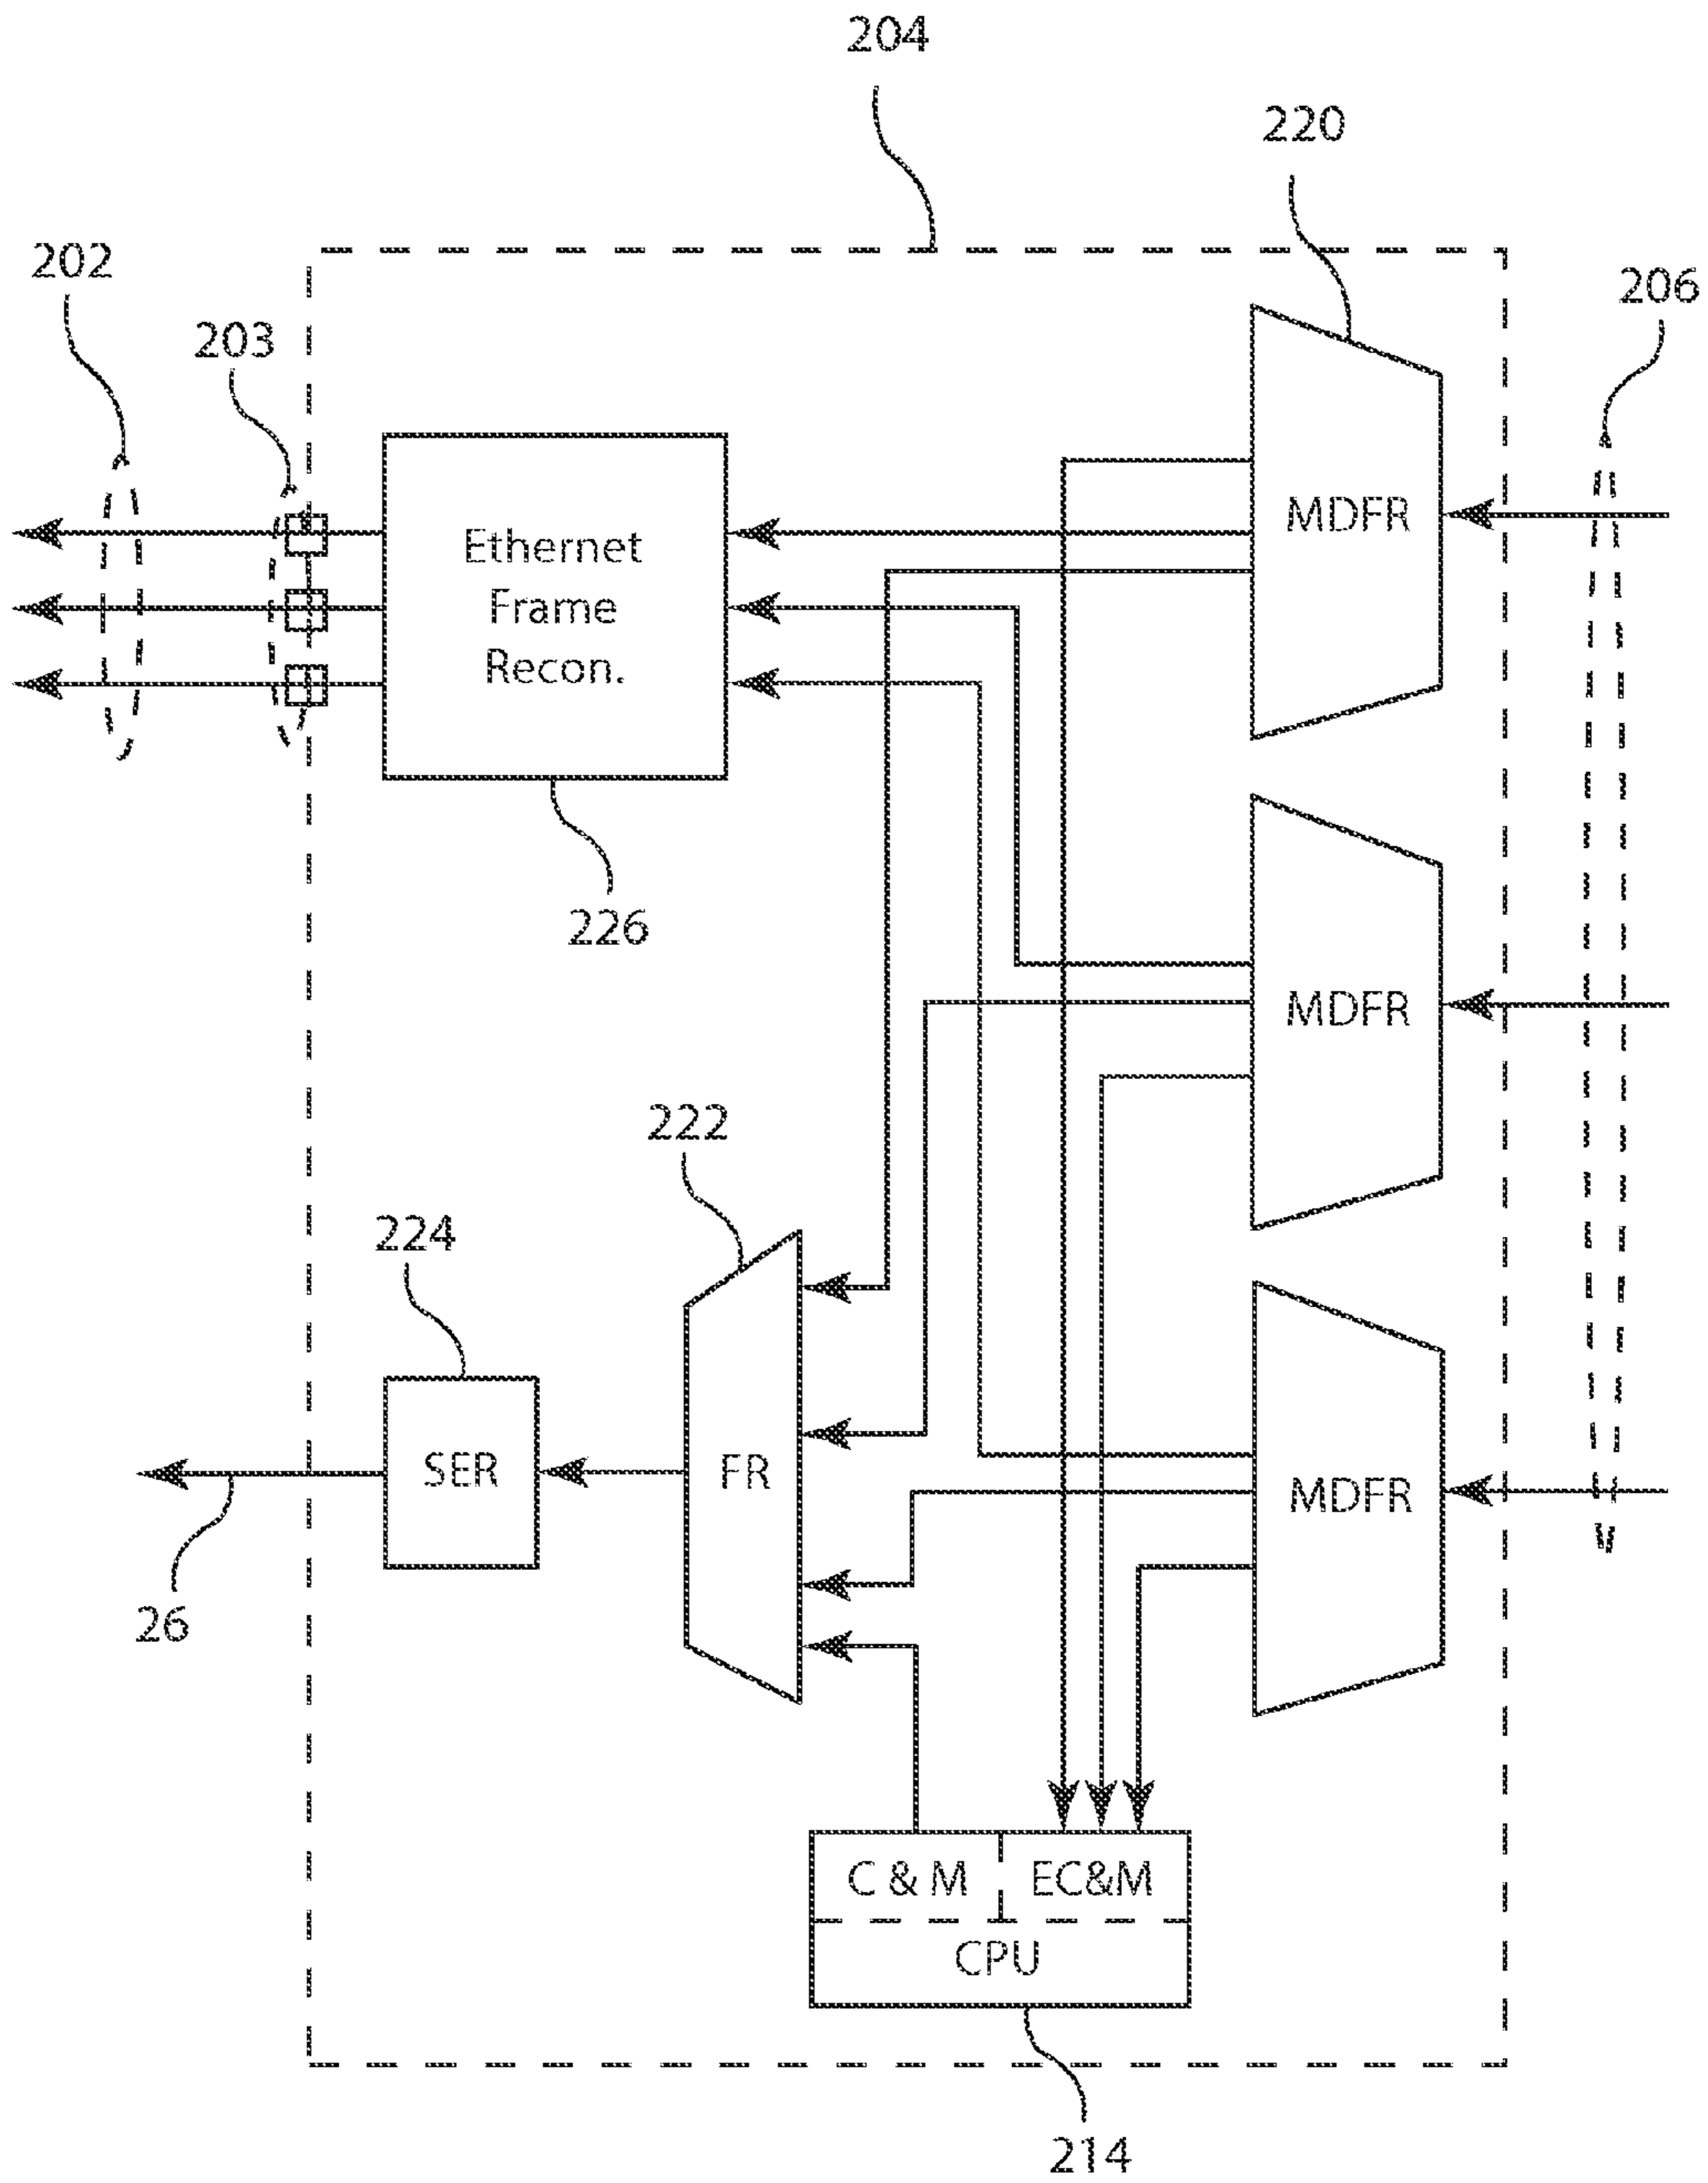 204
220
202
206
203
MDFR
Ethernet
Frame
Recon.
226
MDFR
222
224
SER
FR
MDFR
26
C & M
EC&M
CPU
214